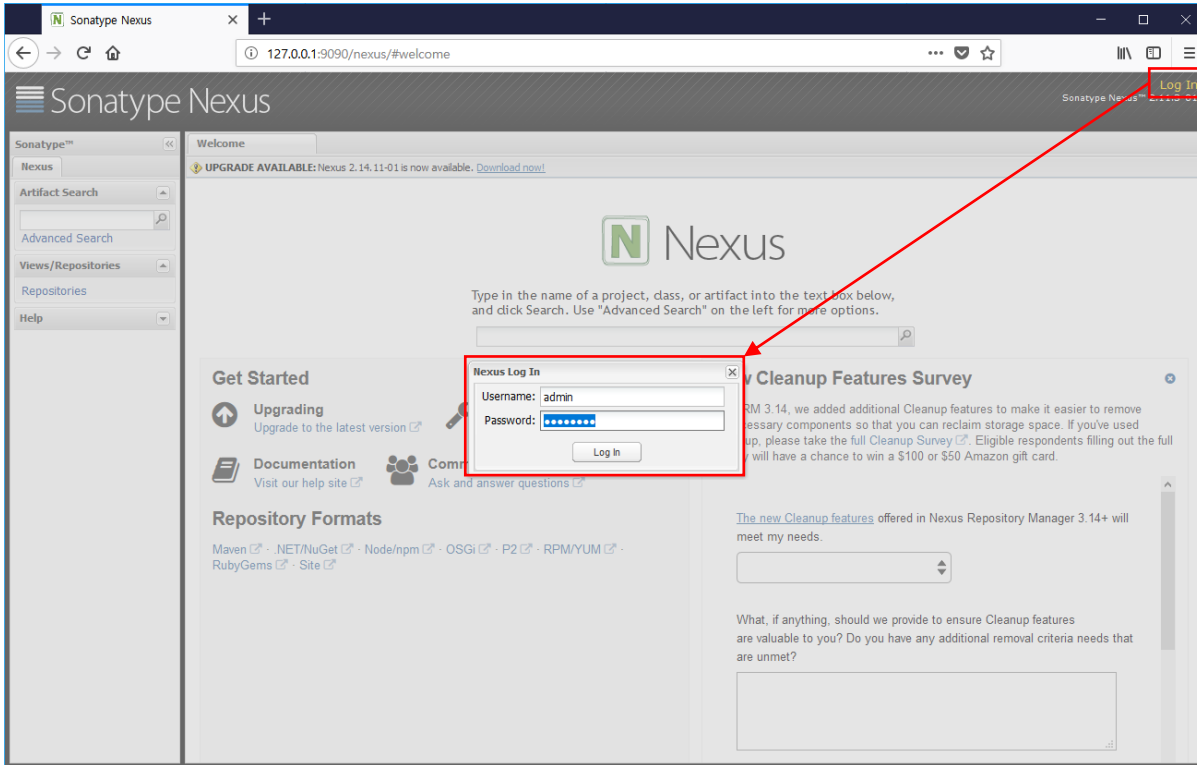 Sonatype Nexus
127.0.0.1:9090/nexus/#welcome
Sonatype Nexus
Log In
Sonatype Nexus™ 2.11.3-01
Sonatype™
Nexus
Artifact Search
Advanced Search
Views/Repositories
Repositories
Help
Welcome
UPGRADE AVAILABLE: Nexus 2.14.11-01 is now available. Download now!
N Nexus
Type in the name of a project, class, or artifact into the text box below,
and click Search. Use "Advanced Search" on the left for more options.
Nexus Log In
Username: admin
Password: ••••••••
Log In
Get Started
Upgrading
Upgrade to the latest version
Documentation
Visit our help site
Comm
Ask and answer questions
Repository Formats
Maven · .NET/NuGet · Node/npm · OSGi · P2 · RPM/YUM ·
RubyGems · Site
Cleanup Features Survey
RM 3.14, we added additional Cleanup features to make it easier to remove
cessary components so that you can reclaim storage space. If you've used
up, please take the full Cleanup Survey. Eligible respondents filling out the full
y will have a chance to win a $100 or $50 Amazon gift card.
The new Cleanup features offered in Nexus Repository Manager 3.14+ will
meet my needs.
What, if anything, should we provide to ensure Cleanup features
are valuable to you? Do you have any additional removal criteria needs that
are unmet?